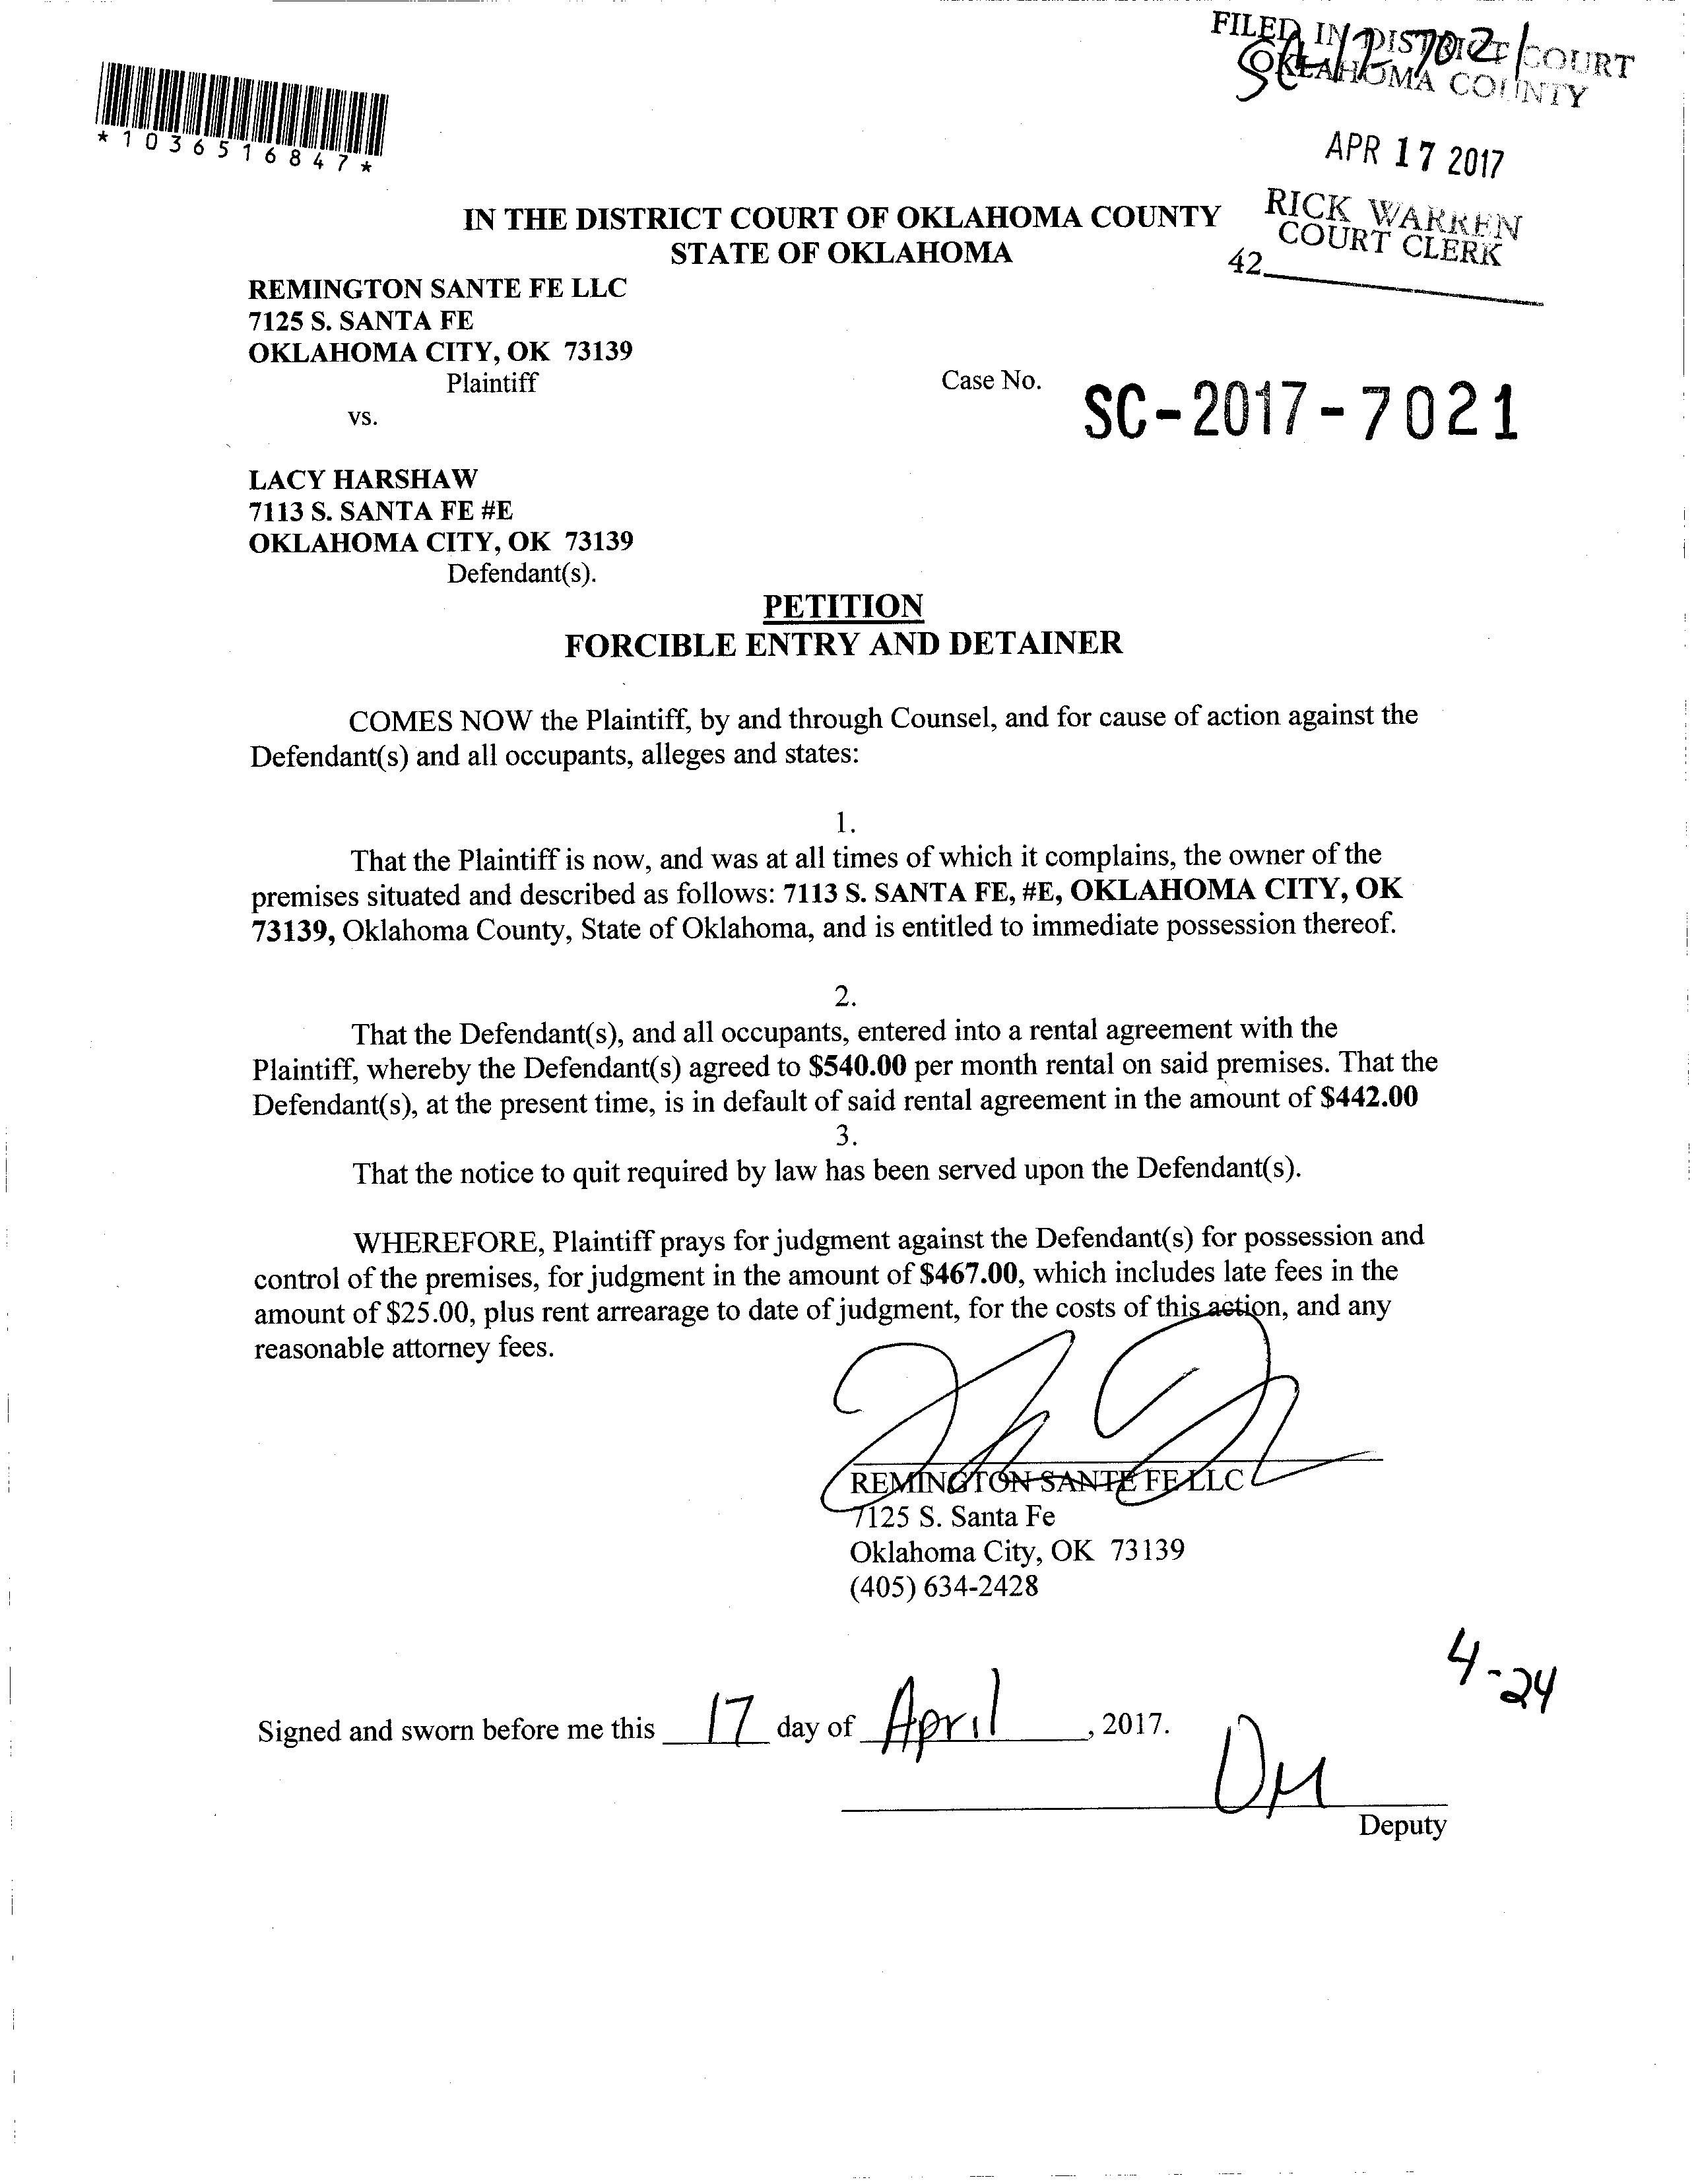 FILED IN DISTRICT COURT
OKLAHOMA COUNTY
SC-17-7021
*1036516847*
APR 17 2017
RICK WARREN
COURT CLERK
42
IN THE DISTRICT COURT OF OKLAHOMA COUNTY
STATE OF OKLAHOMA
REMINGTON SANTE FE LLC
7125 S. SANTA FE
OKLAHOMA CITY, OK 73139
Plaintiff
Case No. SC-2017-7021
vs.
LACY HARSHAW
7113 S. SANTA FE #E
OKLAHOMA CITY, OK 73139
Defendant(s).
PETITION
FORCIBLE ENTRY AND DETAINER
COMES NOW the Plaintiff, by and through Counsel, and for cause of action against the
Defendant(s) and all occupants, alleges and states:
1.
That the Plaintiff is now, and was at all times of which it complains, the owner of the
premises situated and described as follows: 7113 S. SANTA FE, #E, OKLAHOMA CITY, OK
73139, Oklahoma County, State of Oklahoma, and is entitled to immediate possession thereof.
2.
That the Defendant(s), and all occupants, entered into a rental agreement with the
Plaintiff, whereby the Defendant(s) agreed to $540.00 per month rental on said premises. That the
Defendant(s), at the present time, is in default of said rental agreement in the amount of $442.00
3.
That the notice to quit required by law has been served upon the Defendant(s).
WHEREFORE, Plaintiff prays for judgment against the Defendant(s) for possession and
control of the premises, for judgment in the amount of $467.00, which includes late fees in the
amount of $25.00, plus rent arrearage to date of judgment, for the costs of this action, and any
reasonable attorney fees.
REMINGTON SANTE FE LLC
7125 S. Santa Fe
Oklahoma City, OK 73139
(405) 634-2428
4-24
Signed and sworn before me this 17 day of April, 2017.
DM
Deputy